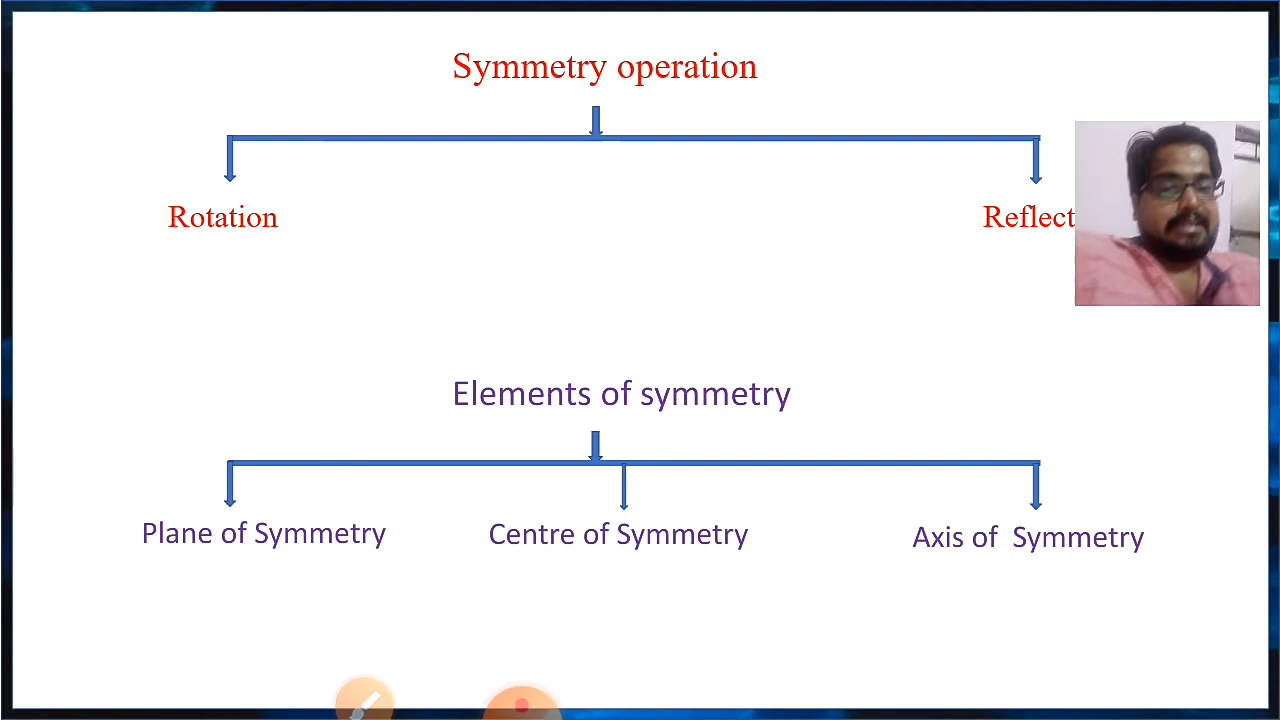 Symmetry operation
Rotation
Reflect
Elements of symmetry
Plane of Symmetry
Centre of Symmetry
Axis of  Symmetry